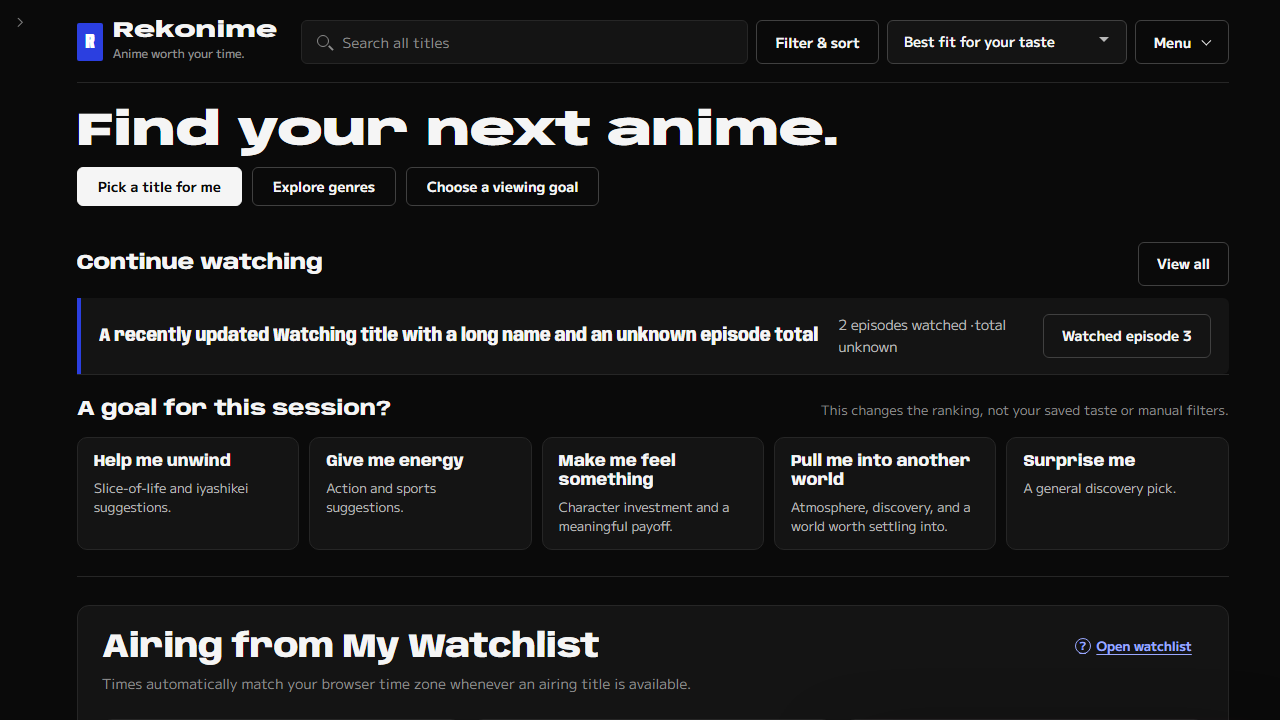 R
Rekonime
Anime worth your time.
Search all titles
Filter & sort
Best fit for your taste
Menu
Find your next anime.
Pick a title for me
Explore genres
Choose a viewing goal
Continue watching
View all
A recently updated Watching title with a long name and an unknown episode total
2 episodes watched · total
unknown
Watched episode 3
A goal for this session?
This changes the ranking, not your saved taste or manual filters.
Help me unwind
Slice-of-life and iyashikei
suggestions.
Give me energy
Action and sports
suggestions.
Make me feel
something
Character investment and a
meaningful payoff.
Pull me into another
world
Atmosphere, discovery, and a
world worth settling into.
Surprise me
A general discovery pick.
Airing from My Watchlist
? Open watchlist
Times automatically match your browser time zone whenever an airing title is available.